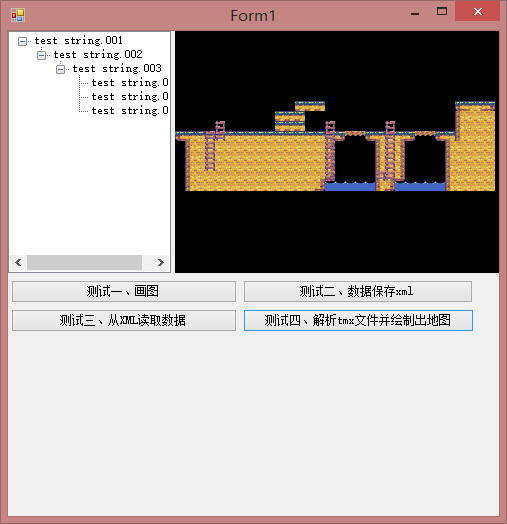 Form1
test string.001
test string.002
test string.003
test string.0
test string.0
test string.0
测试一、画图
测试二、数据保存xml
测试三、从XML读取数据
测试四、解析tmx文件并绘制出地图